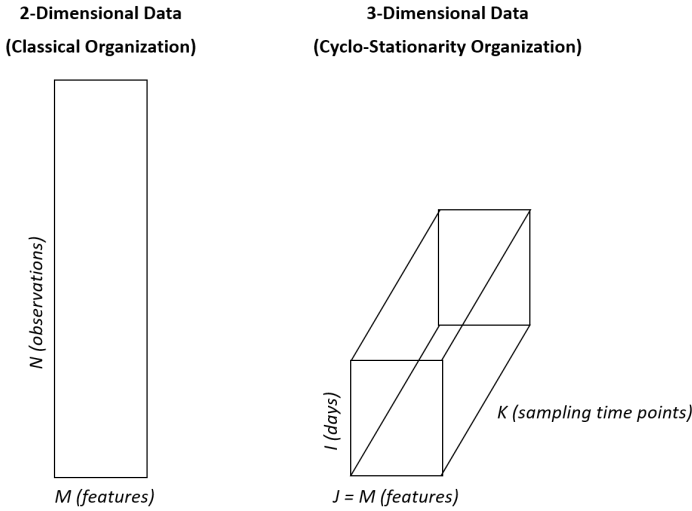 2-Dimensional Data
(Classical Organization)
3-Dimensional Data
(Cyclo-Stationarity Organization)
N (observations)
M (features)
I (days)
J = M (features)
K (sampling time points)